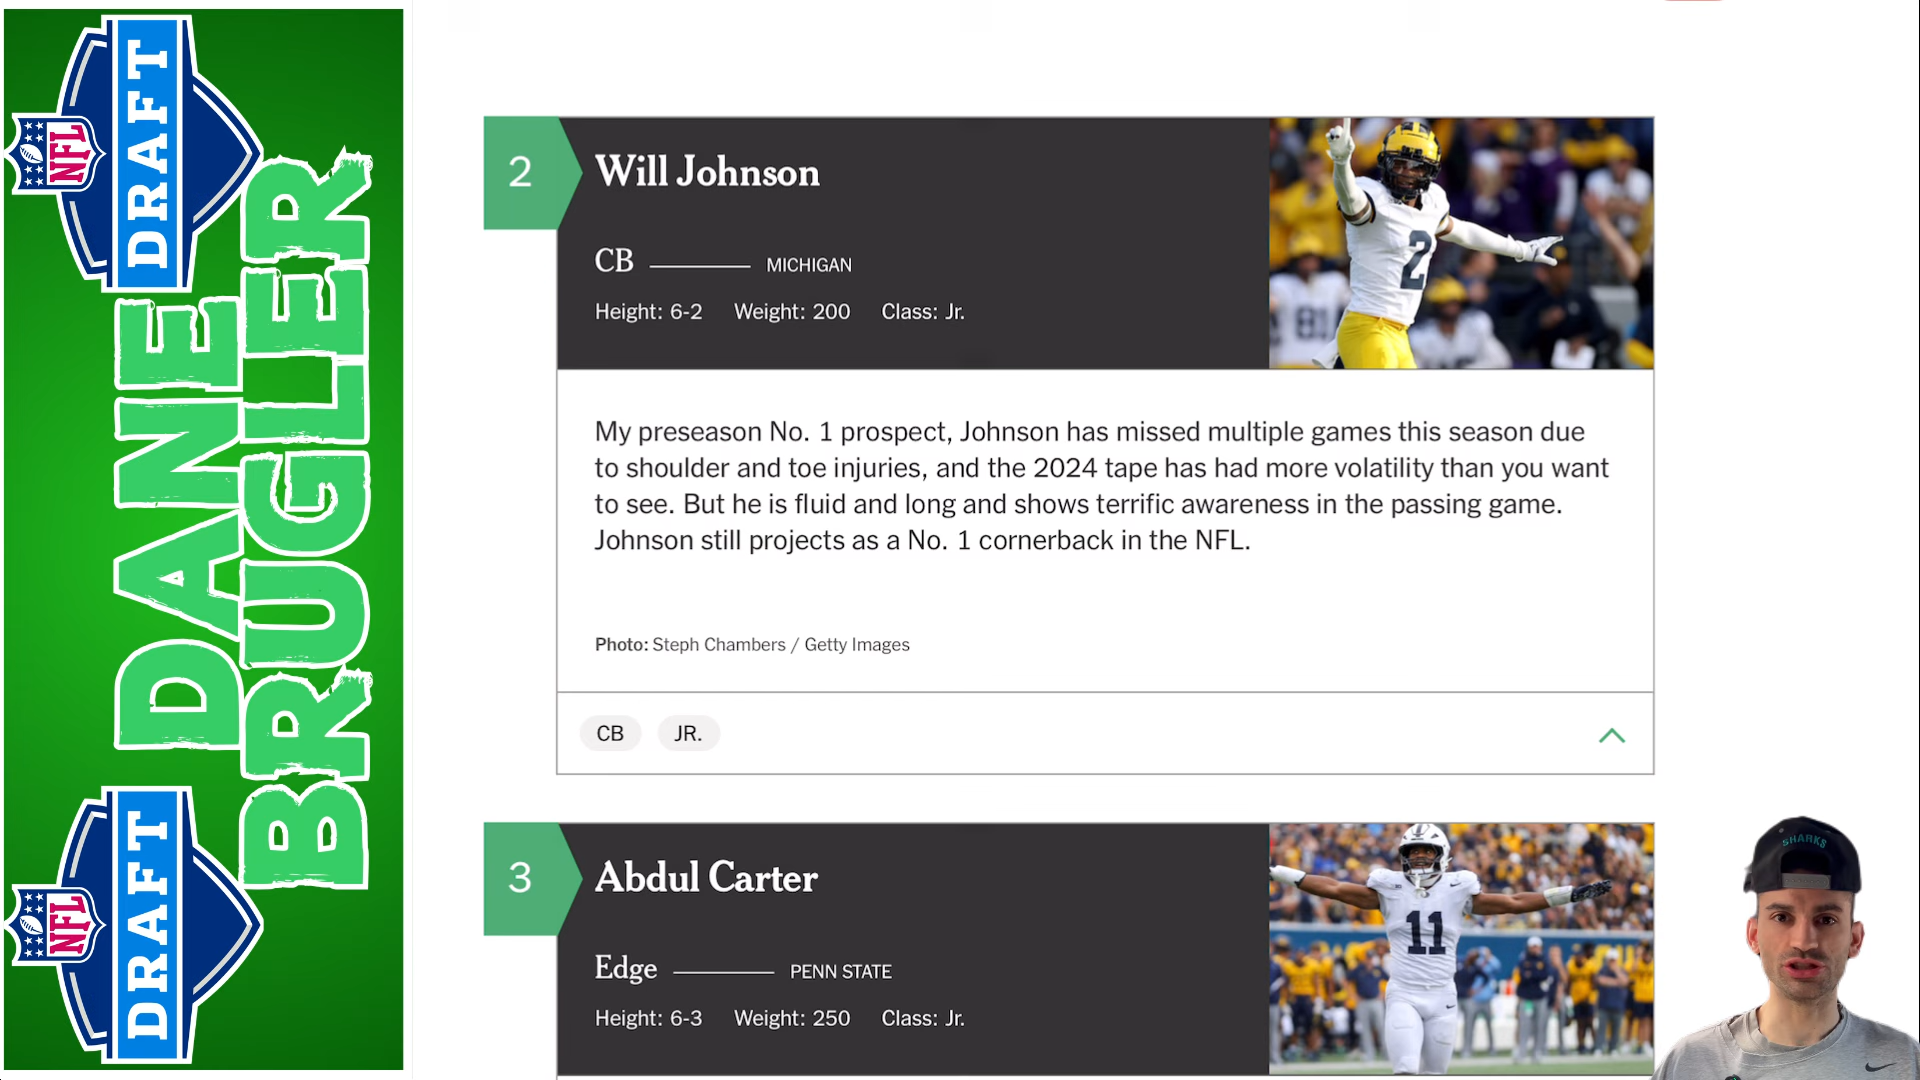 NFL
DRAFT
DANE
BRUGLER
NFL
DRAFT
2
Will Johnson
CB
MICHIGAN
Height: 6-2 Weight: 200 Class: Jr.
2
81
My preseason No. 1 prospect, Johnson has missed multiple games this season due
to shoulder and toe injuries, and the 2024 tape has had more volatility than you want
to see. But he is fluid and long and shows terrific awareness in the passing game.
Johnson still projects as a No. 1 cornerback in the NFL.
Photo: Steph Chambers / Getty Images
CB JR.
3
Abdul Carter
Edge
PENN STATE
Height: 6-3 Weight: 250 Class: Jr.
11
SHARKS